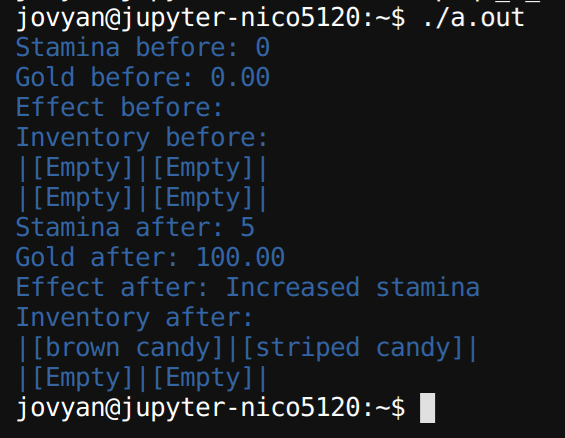 jovyan@jupyter-nico5120:~$ ./a.out
Stamina before: 0
Gold before: 0.00
Effect before:
Inventory before:
|[Empty]|[Empty]|
|[Empty]|[Empty]|
Stamina after: 5
Gold after: 100.00
Effect after: Increased stamina
Inventory after:
|[brown candy]|[striped candy]|
|[Empty]|[Empty]|
jovyan@jupyter-nico5120:~$